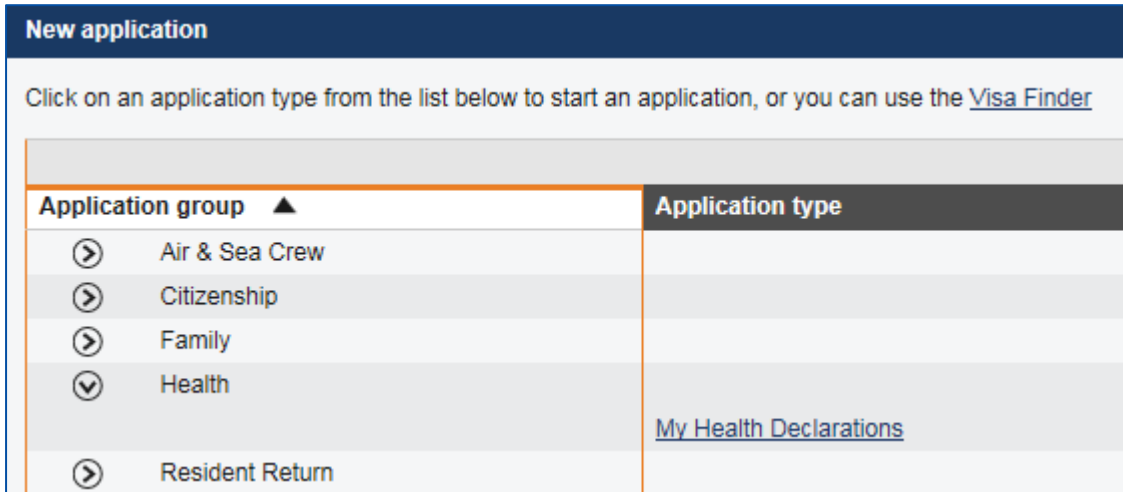 New application
Click on an application type from the list below to start an application, or you can use the Visa Finder
Application group ▲ Application type
Air & Sea Crew
Citizenship
Family
Health
My Health Declarations
Resident Return